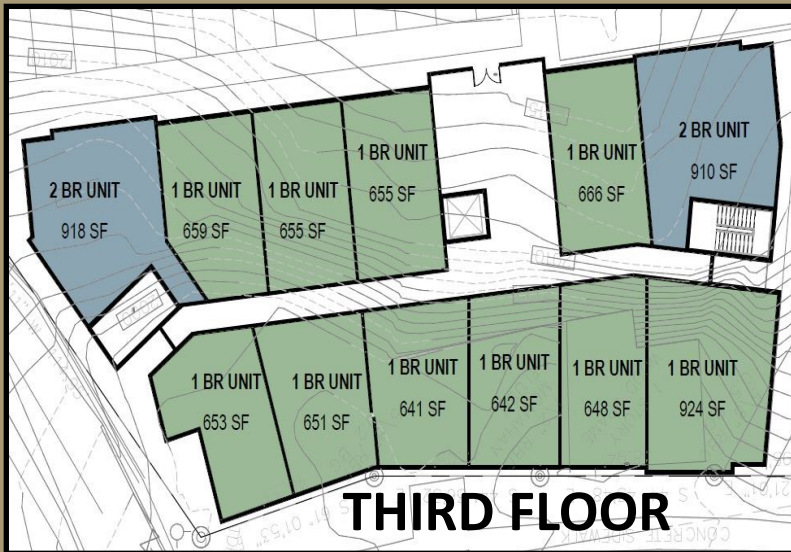 2 BR UNIT
918 SF
1 BR UNIT
659 SF
1 BR UNIT
655 SF
1 BR UNIT
655 SF
1 BR UNIT
666 SF
2 BR UNIT
910 SF
1 BR UNIT
653 SF
1 BR UNIT
651 SF
1 BR UNIT
641 SF
1 BR UNIT
642 SF
1 BR UNIT
648 SF
1 BR UNIT
924 SF
THIRD FLOOR
CONCRETE SIDEWALK